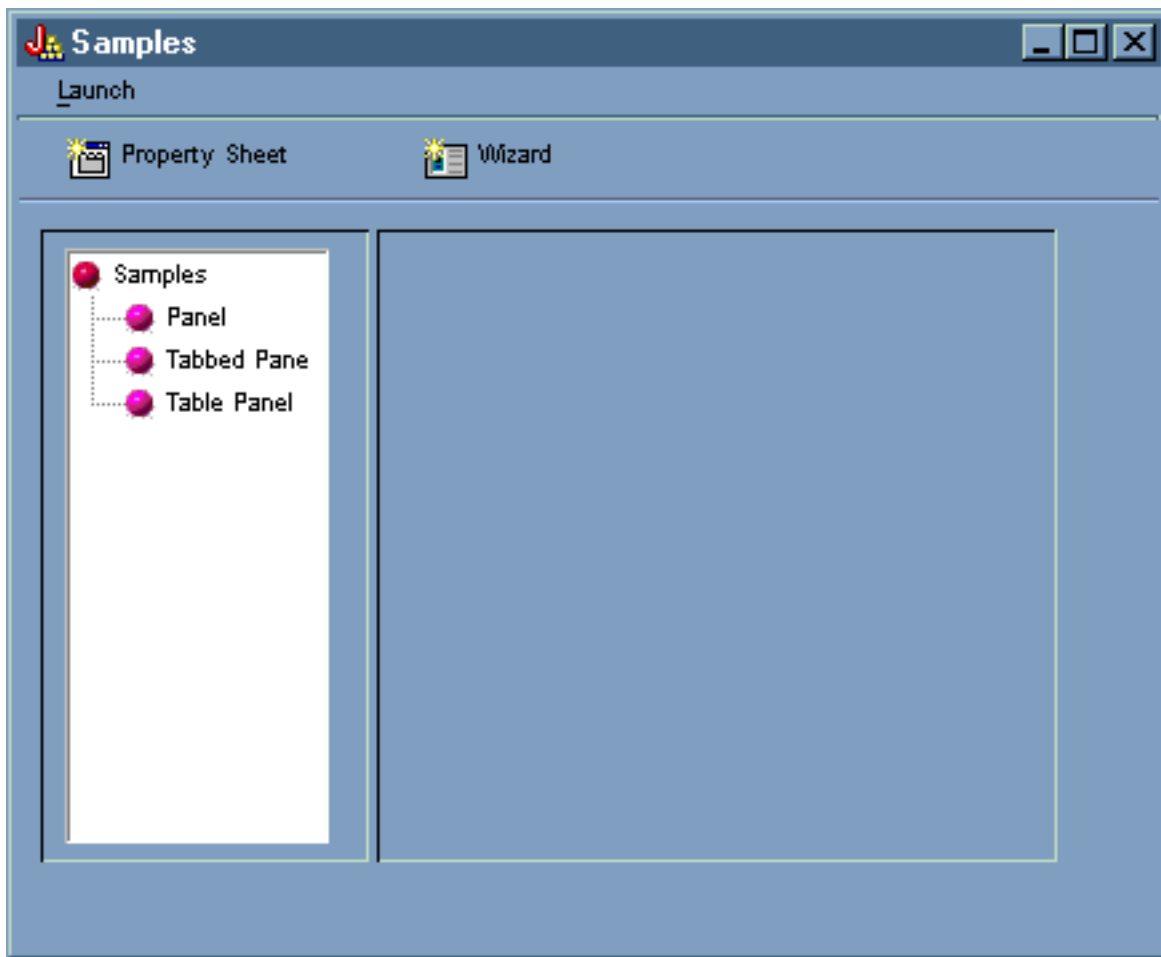 Samples
Launch
Property Sheet Wizard
Samples
Panel
Tabbed Pane
Table Panel